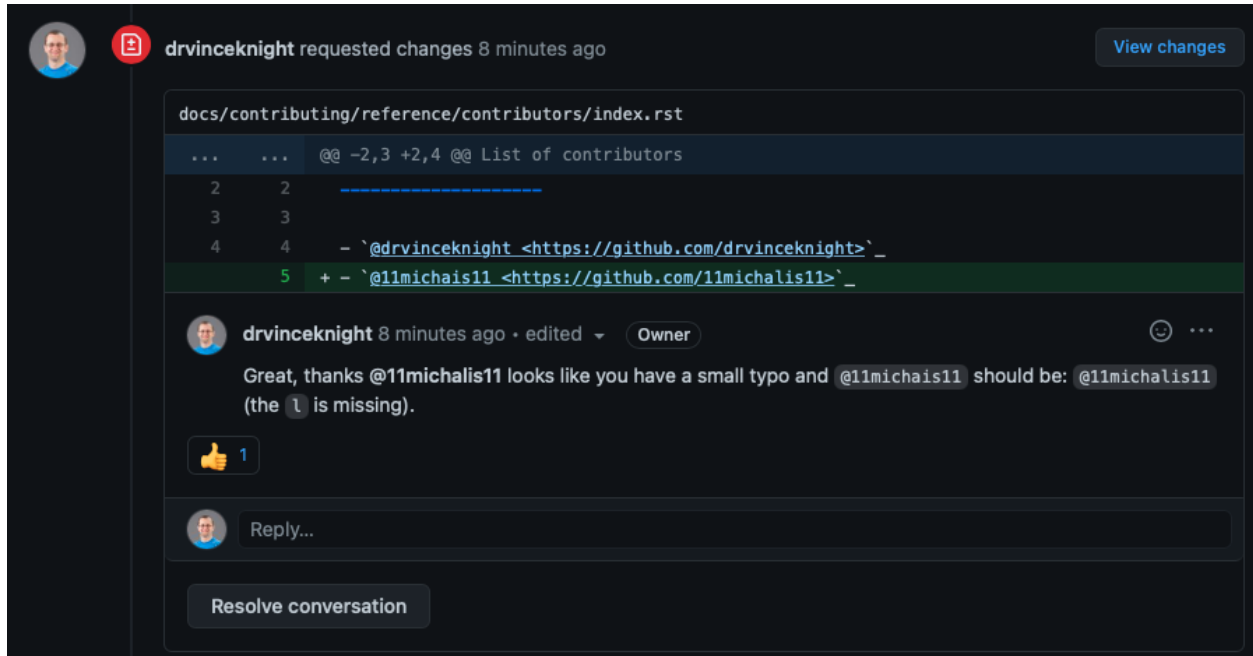 drvinceknight requested changes 8 minutes ago
View changes
docs/contributing/reference/contributors/index.rst
... ... @@ -2,3 +2,4 @@ List of contributors
2 2 --------------------
3 3
4 4 - `@drvinceknight <https://github.com/drvinceknight>`_
5 + - `@11michais11 <https://github.com/11michalis11>`_
drvinceknight 8 minutes ago • edited Owner ...
Great, thanks @11michalis11 looks like you have a small typo and @11michais11 should be: @11michalis11
(the l is missing).
👍 1
Reply...
Resolve conversation